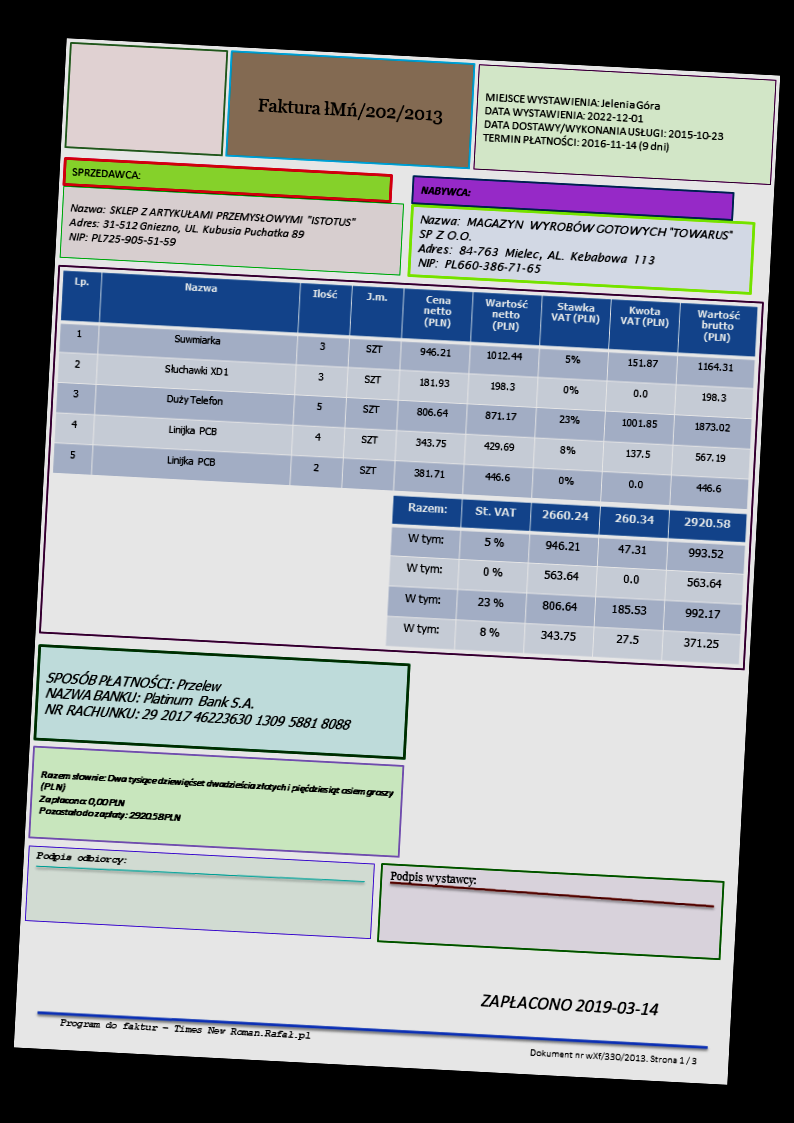 Faktura łMń/202/2013
MIEJSCE WYSTAWIENIA: Jelenia Góra
DATA WYSTAWIENIA: 2022-12-01
DATA DOSTAWY/WYKONANIA USŁUGI: 2015-10-23
TERMIN PŁATNOŚCI: 2016-11-14 (9 dni)
SPRZEDAWCA:
Nazwa: SKLEP Z ARTYKUŁAMI PRZEMYSŁOWYMI "ISTOTUS"
Adres: 31-512 Gniezno, UL. Kubusia Puchatka 89
NIP: PL725-905-51-59
NABYWCA:
Nazwa: MAGAZYN WYROBÓW GOTOWYCH "TOWARUS"
SP Z O.O.
Adres: 84-763 Mielec, AL. Kebabowa 113
NIP: PL660-386-71-65
Lp. Nazwa Ilość J.m. Cena netto (PLN) Wartość netto (PLN) Stawka VAT (PLN) Kwota VAT (PLN) Wartość brutto (PLN)
1 Suwmiarka 3 SZT 946.21 1012.44 5% 151.87 1164.31
2 Słuchawki XD1 3 SZT 181.93 198.3 0% 0.0 198.3
3 Duży Telefon 5 SZT 806.64 871.17 23% 1001.85 1873.02
4 Linijka PCB 4 SZT 343.75 429.69 8% 137.5 567.19
5 Linijka PCB 2 SZT 381.71 446.6 0% 0.0 446.6
Razem: St. VAT 2660.24 260.34 2920.58
W tym: 5 % 946.21 47.31 993.52
W tym: 0 % 563.64 0.0 563.64
W tym: 23 % 806.64 185.53 992.17
W tym: 8 % 343.75 27.5 371.25
SPOSÓB PŁATNOŚCI: Przelew
NAZWA BANKU: Platinum Bank S.A.
NR RACHUNKU: 29 2017 46223630 1309 5881 8088
Razem słownie: Dwa tysiące dziewięćset dwadzieścia złotych i pięćdziesiąt osiem groszy
(PLN)
Zapłacono: 0,00 PLN
Pozostało do zapłaty: 2920.58 PLN
Podpis odbiorcy:
Podpis wystawcy:
ZAPŁACONO 2019-03-14
Program do faktur – Times New Roman.Rafał.pl
Dokument nr wXf/330/2013. Strona 1 / 3